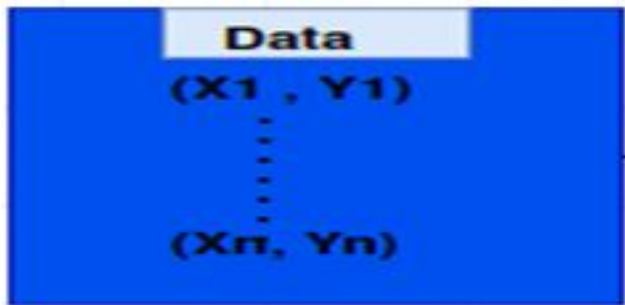 Data
(X1 , Y1)
(Xn, Yn)